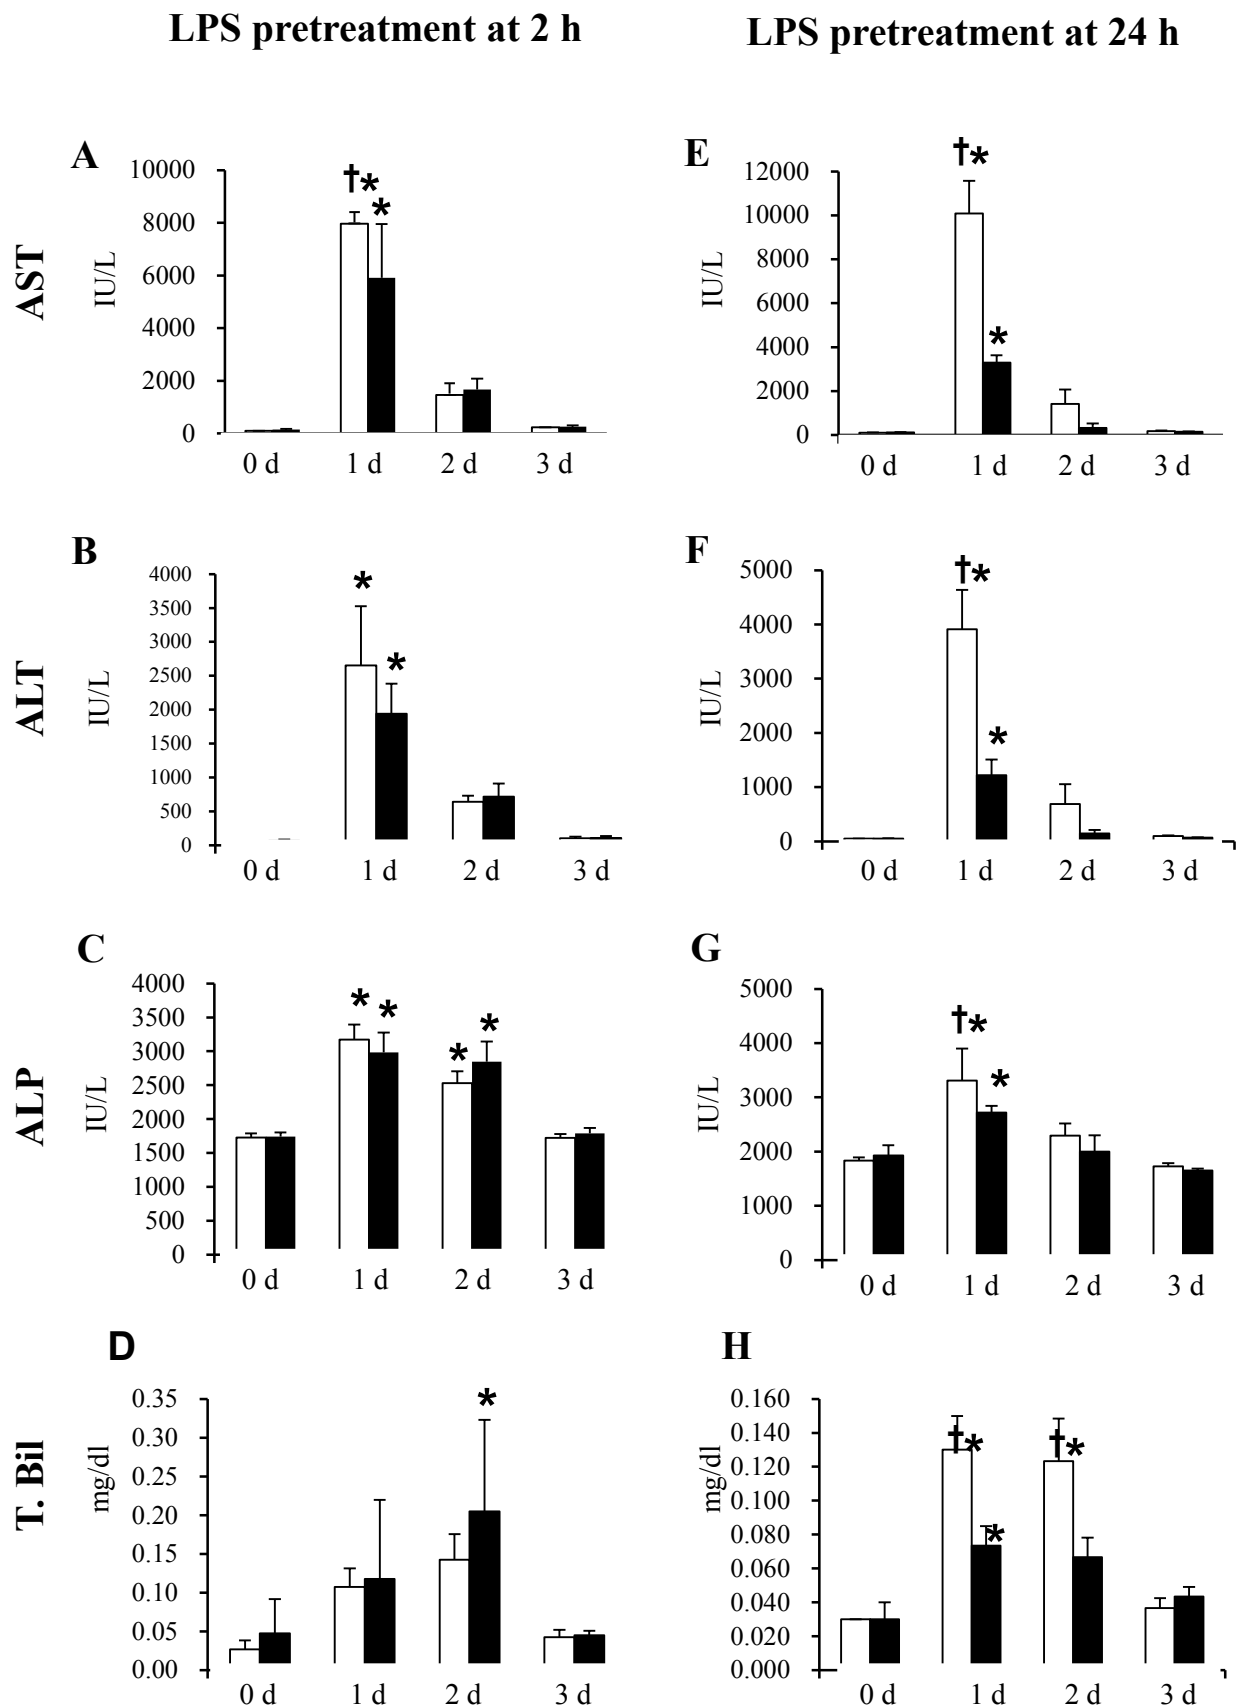 LPS pretreatment at 2 h
LPS pretreatment at 24 h
AST
A
IU/L
10000
8000
6000
4000
2000
0
†*
*
0 d 1 d 2 d 3 d
E
IU/L
12000
10000
8000
6000
4000
2000
0
†*
*
0 d 1 d 2 d 3 d
ALT
B
IU/L
4000
3500
3000
2500
2000
1500
1000
500
0
*
*
0 d 1 d 2 d 3 d
F
IU/L
5000
4000
3000
2000
1000
0
†*
*
0 d 1 d 2 d 3 d
ALP
C
IU/L
4000
3500
3000
2500
2000
1500
1000
500
0
* *
* *
0 d 1 d 2 d 3 d
G
IU/L
5000
4000
3000
2000
1000
0
†*
*
0 d 1 d 2 d 3 d
T. Bil
D
mg/dl
0.35
0.30
0.25
0.20
0.15
0.10
0.05
0.00
*
0 d 1 d 2 d 3 d
H
mg/dl
0.160
0.140
0.120
0.100
0.080
0.060
0.040
0.020
0.000
†* †*
*
0 d 1 d 2 d 3 d